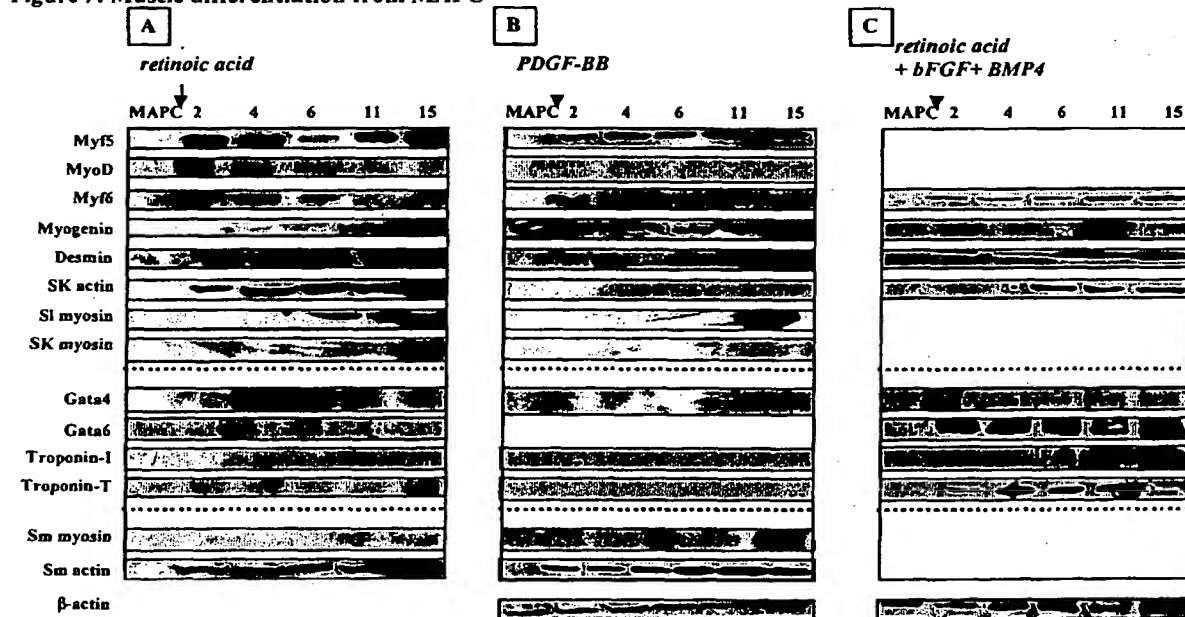 Figure 7: Muscle differentiation from MAPC
A
retinoic acid
MAPC 2 4 6 11 15
B
PDGF-BB
MAPC 2 4 6 11 15
C
retinoic acid
+ bFGF+ BMP4
MAPC 2 4 6 11 15
Myf5
MyoD
Myf6
Myogenin
Desmin
SK actin
Sl myosin
SK myosin
Gata4
Gata6
Troponin-I
Troponin-T
Sm myosin
Sm actin
β-actin